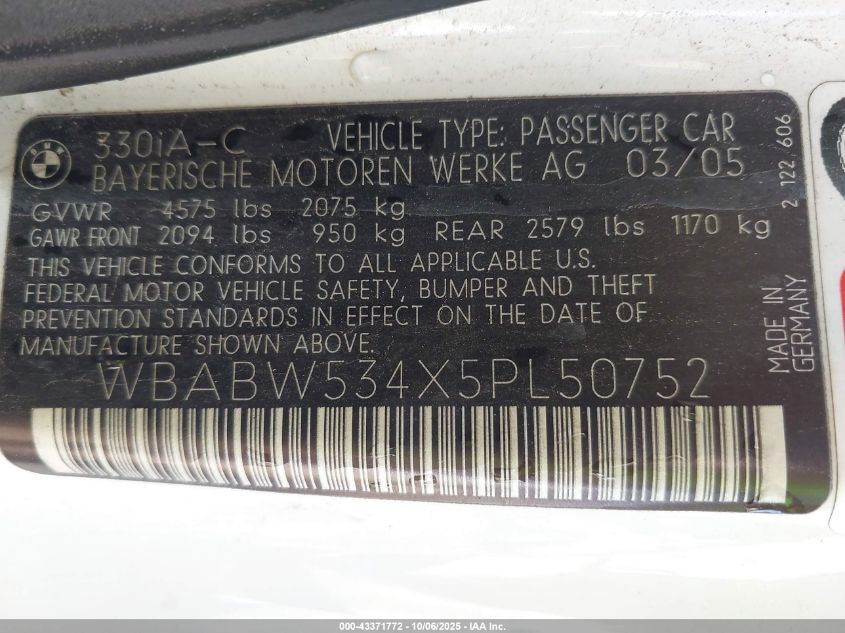 BMW
330iA-C VEHICLE TYPE: PASSENGER CAR
BAYERISCHE MOTOREN WERKE AG 03/05
GVWR 4575 lbs 2075 kg
GAWR FRONT 2094 lbs 950 kg REAR 2579 lbs 1170 kg
THIS VEHICLE CONFORMS TO ALL APPLICABLE U.S.
FEDERAL MOTOR VEHICLE SAFETY, BUMPER AND THEFT
PREVENTION STANDARDS IN EFFECT ON THE DATE OF
MANUFACTURE SHOWN ABOVE.
WBABW534X5PL50752
2 122 606
MADE IN
GERMANY
000-43371772 - 10/06/2025 - IAA Inc.